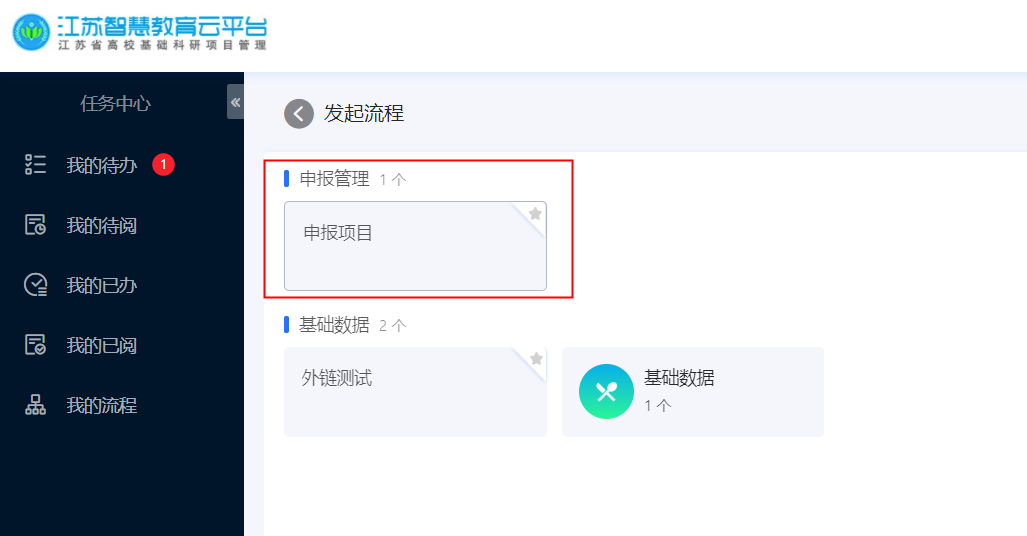 江苏智慧教育云平台
江苏省高校基础科研项目管理
任务中心
«
我的待办 1
我的待阅
我的已办
我的已阅
我的流程
发起流程
申报管理 1 个
申报项目
基础数据 2 个
外链测试
基础数据
1 个